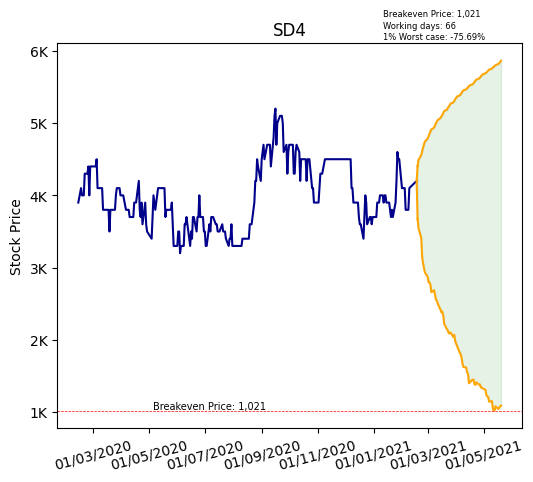 Breakeven Price: 1,021
Working days: 66
1% Worst case: -75.69%
SD4
6K
5K
4K
3K
2K
1K
Stock Price
Breakeven Price: 1,021
01/03/2020
01/05/2020
01/07/2020
01/09/2020
01/11/2020
01/01/2021
01/03/2021
01/05/2021